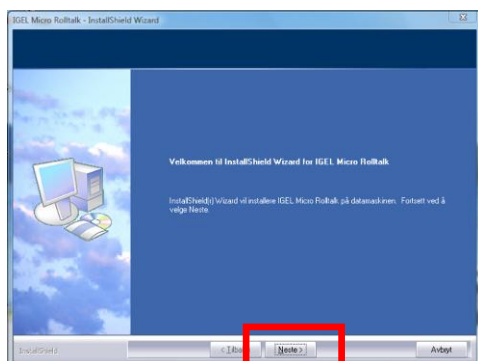 IGEL Micro Rolltalk - InstallShield Wizard
Velkommen til InstallShield Wizard for IGEL Micro Rolltalk
InstallShield(r) Wizard vil installere IGEL Micro Rolltalk på datamaskinen. Fortsett ved å
velge Neste.
InstallShield
< Tilbake Neste > Avbryt